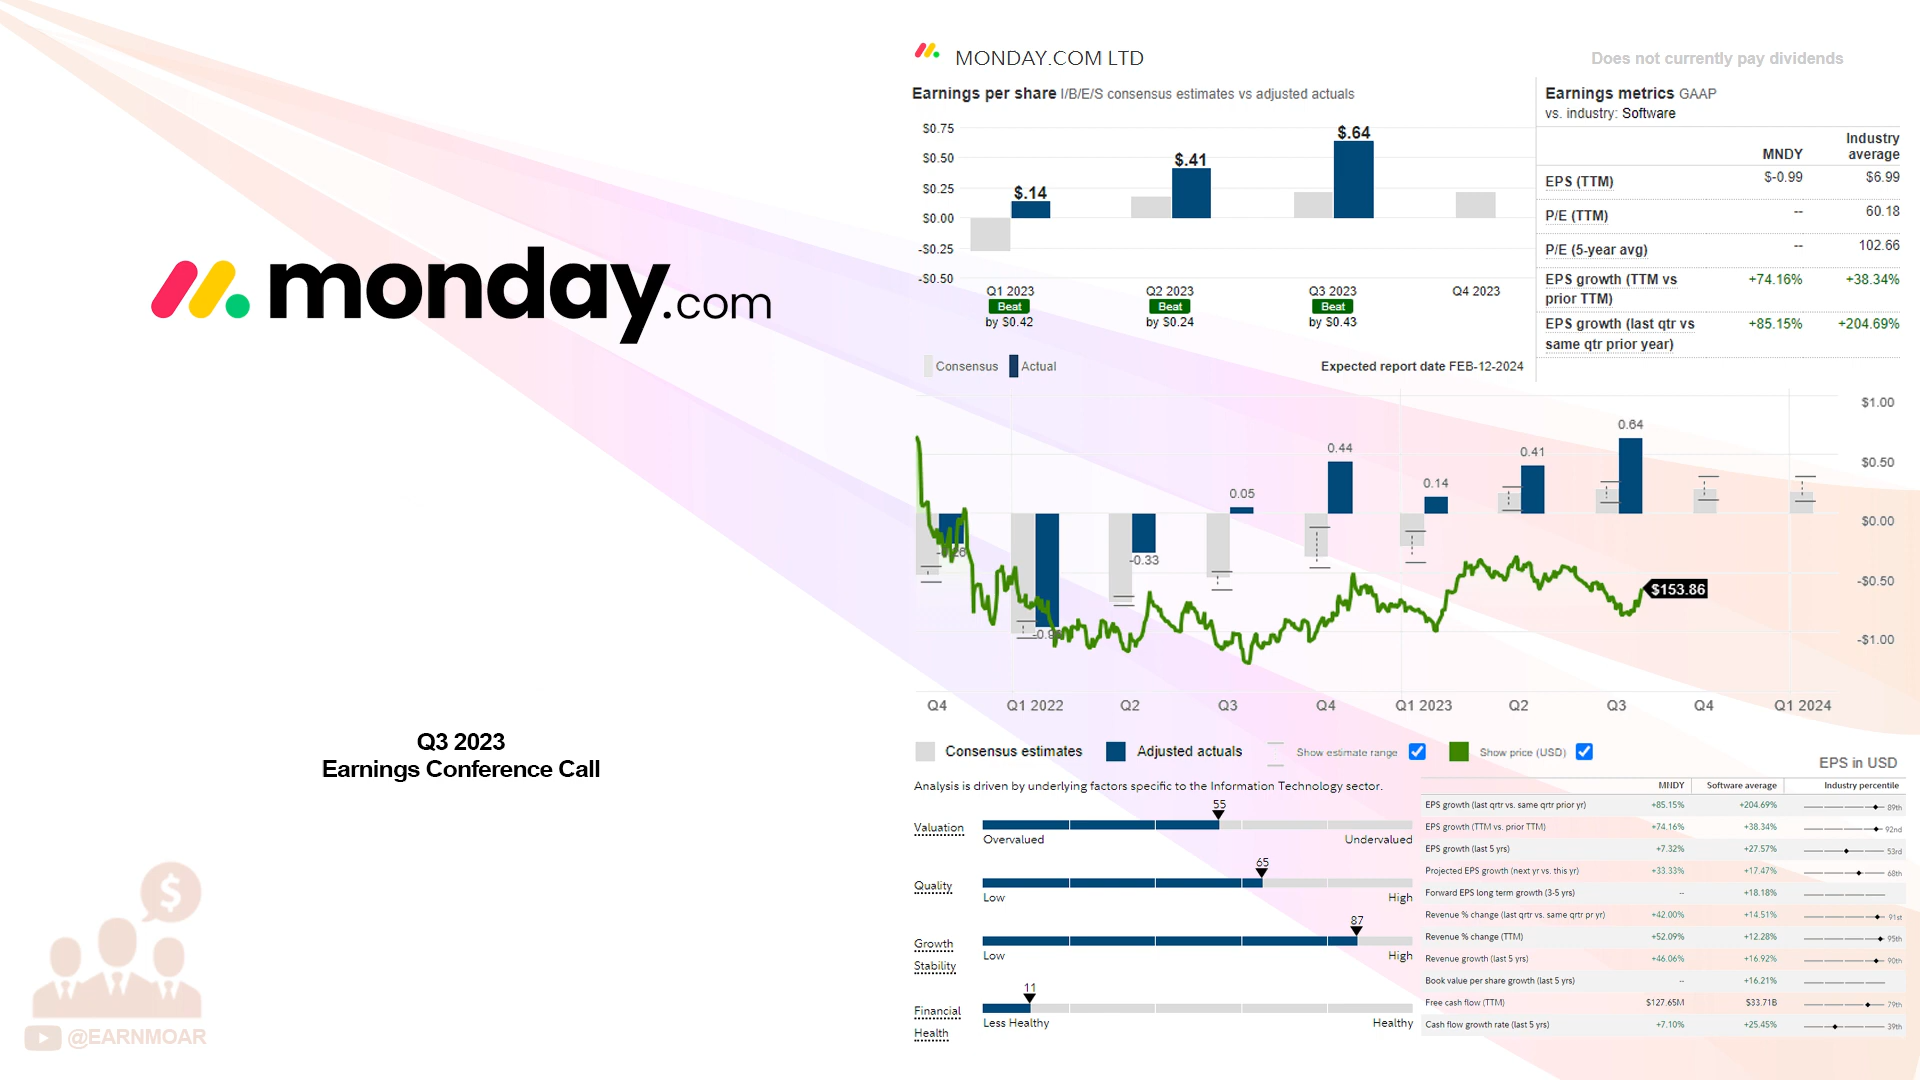 monday.com
Q3 2023
Earnings Conference Call
@EARNMOAR
MONDAY.COM LTD
Does not currently pay dividends
Earnings per share I/B/E/S consensus estimates vs adjusted actuals
$0.75
$0.50
$0.25
$0.00
-$0.25
-$0.50
$.14
$.41
$.64
Q1 2023
Beat
by $0.42
Q2 2023
Beat
by $0.24
Q3 2023
Beat
by $0.43
Q4 2023
Consensus Actual
Expected report date FEB-12-2024
Earnings metrics GAAP
vs. industry: Software
MNDY Industry average
EPS (TTM) $-0.99 $6.99
P/E (TTM) -- 60.18
P/E (5-year avg) -- 102.66
EPS growth (TTM vs prior TTM) +74.16% +38.34%
EPS growth (last qtr vs same qtr prior year) +85.15% +204.69%
$1.00
$0.50
$0.00
-$0.50
-$1.00
-0.33
0.05
0.44
0.14
0.41
0.64
$153.86
Q4 Q1 2022 Q2 Q3 Q4 Q1 2023 Q2 Q3 Q4 Q1 2024
Consensus estimates Adjusted actuals Show estimate range Show price (USD)
EPS in USD
Analysis is driven by underlying factors specific to the Information Technology sector.
Valuation
55
Overvalued Undervalued
Quality
65
Low High
Growth Stability
87
Low High
Financial Health
11
Less Healthy Healthy
MNDY Software average Industry percentile
EPS growth (last qrtr vs. same qrtr prior yr) +85.15% +204.69% 89th
EPS growth (TTM vs. prior TTM) +74.16% +38.34% 92nd
EPS growth (last 5 yrs) +7.32% +27.57% 53rd
Projected EPS growth (next yr vs. this yr) +33.33% +17.47% 68th
Forward EPS long term growth (3-5 yrs) -- +18.18%
Revenue % change (last qrtr vs. same qrtr pr yr) +42.00% +14.51% 91st
Revenue % change (TTM) +52.09% +12.28% 95th
Revenue growth (last 5 yrs) +46.06% +16.92% 90th
Book value per share growth (last 5 yrs) -- +16.21%
Free cash flow (TTM) $127.65M $33.71B 79th
Cash flow growth rate (last 5 yrs) +7.10% +25.45% 39th